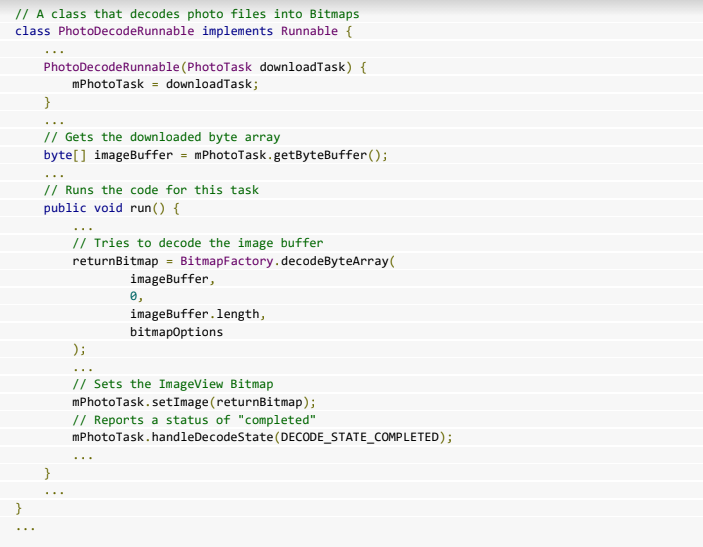 // A class that decodes photo files into Bitmaps
class PhotoDecodeRunnable implements Runnable {
    ...
    PhotoDecodeRunnable(PhotoTask downloadTask) {
        mPhotoTask = downloadTask;
    }
    ...
    // Gets the downloaded byte array
    byte[] imageBuffer = mPhotoTask.getByteBuffer();
    ...
    // Runs the code for this task
    public void run() {
        ...
        // Tries to decode the image buffer
        returnBitmap = BitmapFactory.decodeByteArray(
                imageBuffer,
                0,
                imageBuffer.length,
                bitmapOptions
        );
        ...
        // Sets the ImageView Bitmap
        mPhotoTask.setImage(returnBitmap);
        // Reports a status of "completed"
        mPhotoTask.handleDecodeState(DECODE_STATE_COMPLETED);
        ...
    }
    ...
}
...